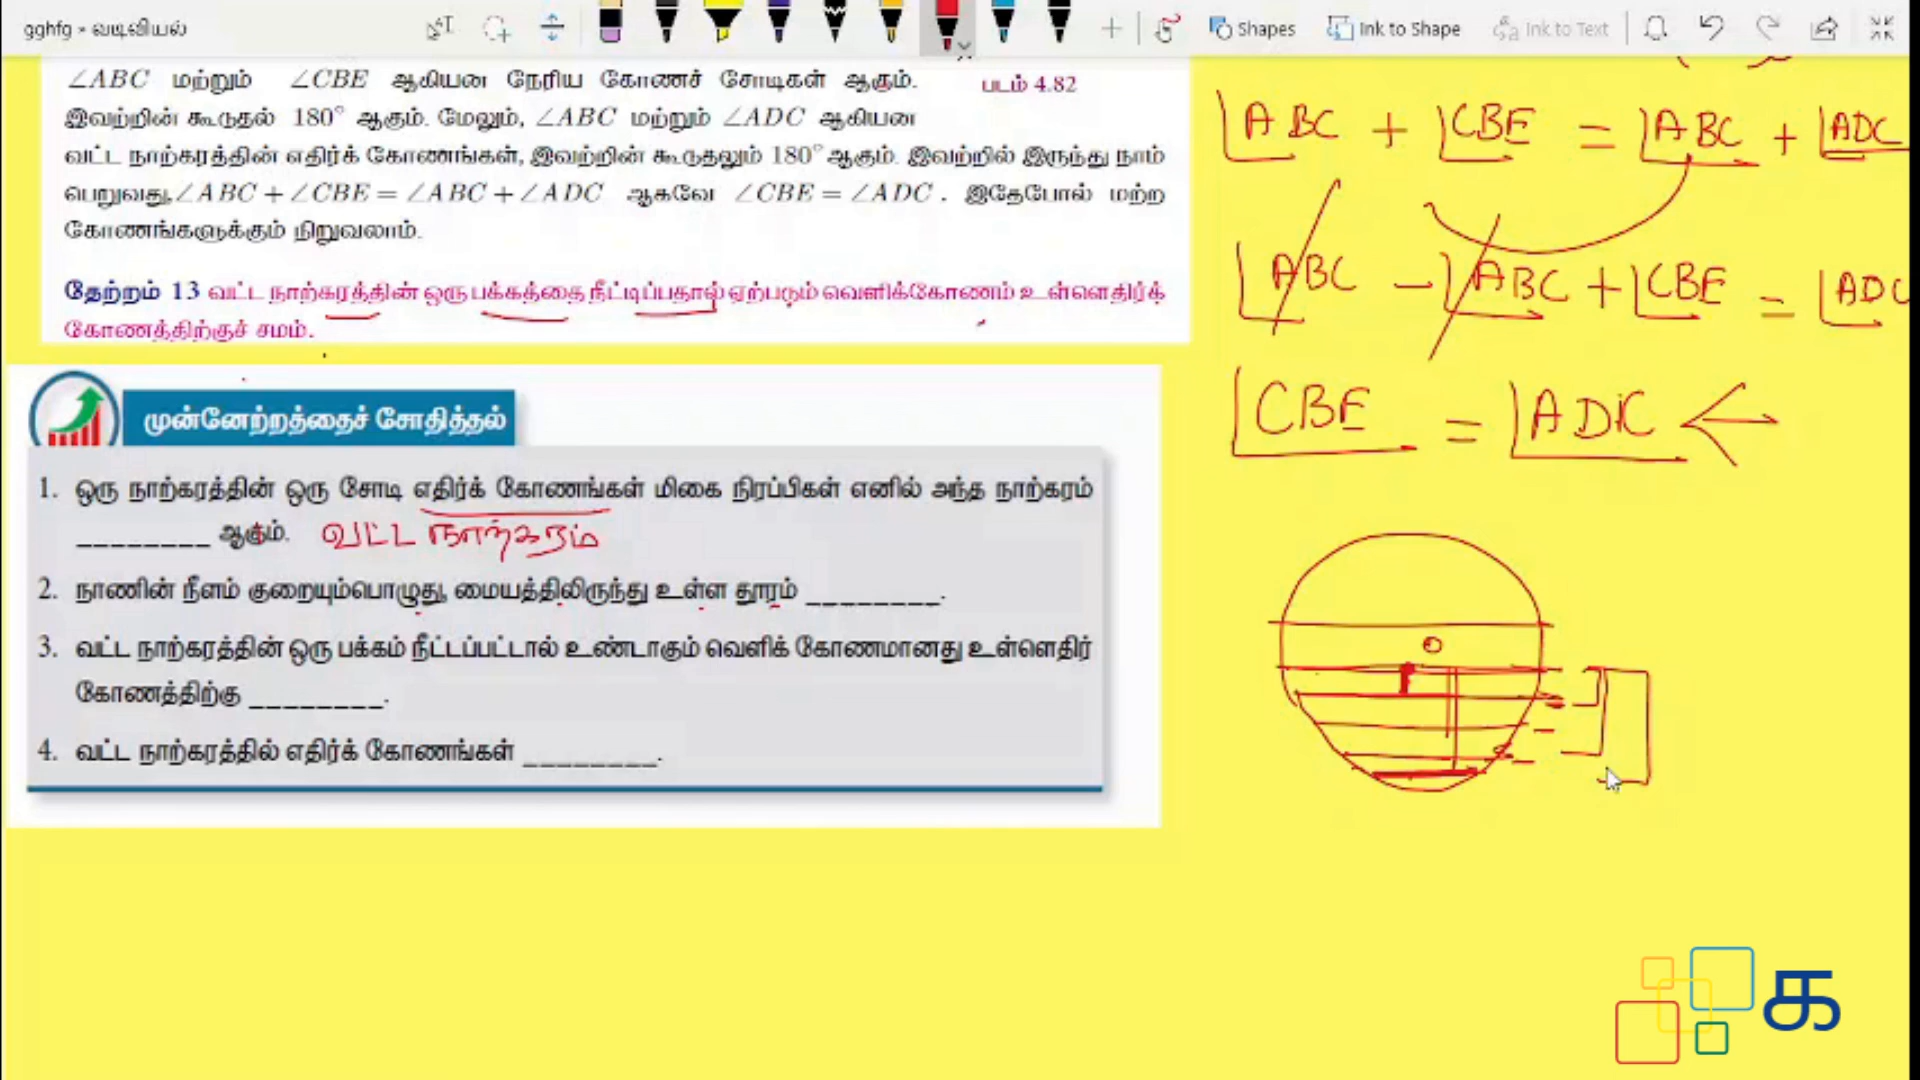 gghfg - வடிவியல்
Shapes
Ink to Shape
Ink to Text
∠ABC மற்றும் ∠CBE ஆகியன நேரிய கோணச் சோடிகள் ஆகும்.
படம் 4.82
இவற்றின் கூடுதல் 180° ஆகும். மேலும், ∠ABC மற்றும் ∠ADC ஆகியன
வட்ட நாற்கரத்தின் எதிர்க் கோணங்கள், இவற்றின் கூடுதலும் 180° ஆகும். இவற்றில் இருந்து நாம்
பெறுவது, ∠ABC + ∠CBE = ∠ABC + ∠ADC ஆகவே ∠CBE = ∠ADC . இதேபோல் மற்ற
கோணங்களுக்கும் நிறுவலாம்.
தேற்றம் 13 வட்ட நாற்கரத்தின் ஒரு பக்கத்தை நீட்டிப்பதால் ஏற்படும் வெளிக்கோணம் உள்ளெதிர்க்
கோணத்திற்குச் சமம்.
முன்னேற்றத்தைச் சோதித்தல்
1. ஒரு நாற்கரத்தின் ஒரு சோடி எதிர்க் கோணங்கள் மிகை நிரப்பிகள் எனில் அந்த நாற்கரம்
________ ஆகும். வட்ட நாற்கரம்
2. நாணின் நீளம் குறையும்பொழுது, மையத்திலிருந்து உள்ள தூரம் ________.
3. வட்ட நாற்கரத்தின் ஒரு பக்கம் நீட்டப்பட்டால் உண்டாகும் வெளிக் கோணமானது உள்ளெதிர்
கோணத்திற்கு ________.
4. வட்ட நாற்கரத்தில் எதிர்க் கோணங்கள் ________.
∠ABC + ∠CBE = ∠ABC + ∠ADC
∠ABC - ∠ABC + ∠CBE = ∠ADC
∠CBE = ∠ADC
O
க